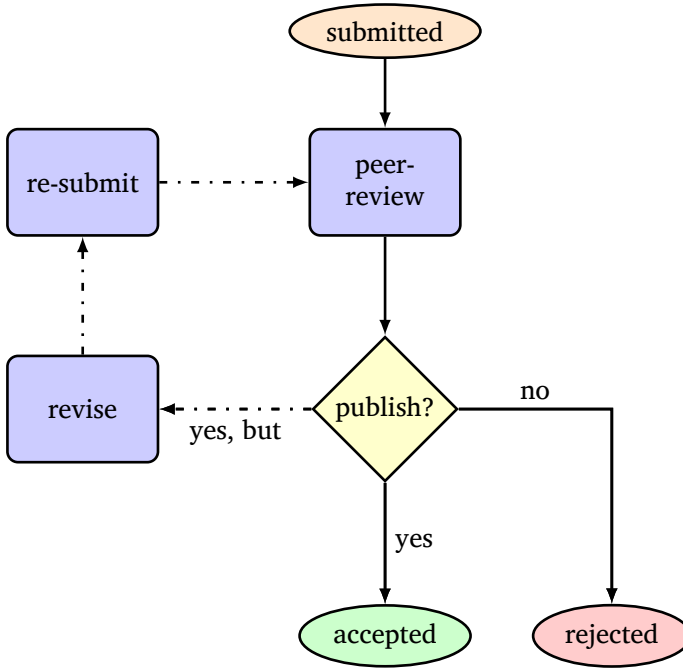 submitted
re-submit
peer-
review
revise
yes, but
publish?
no
yes
accepted
rejected